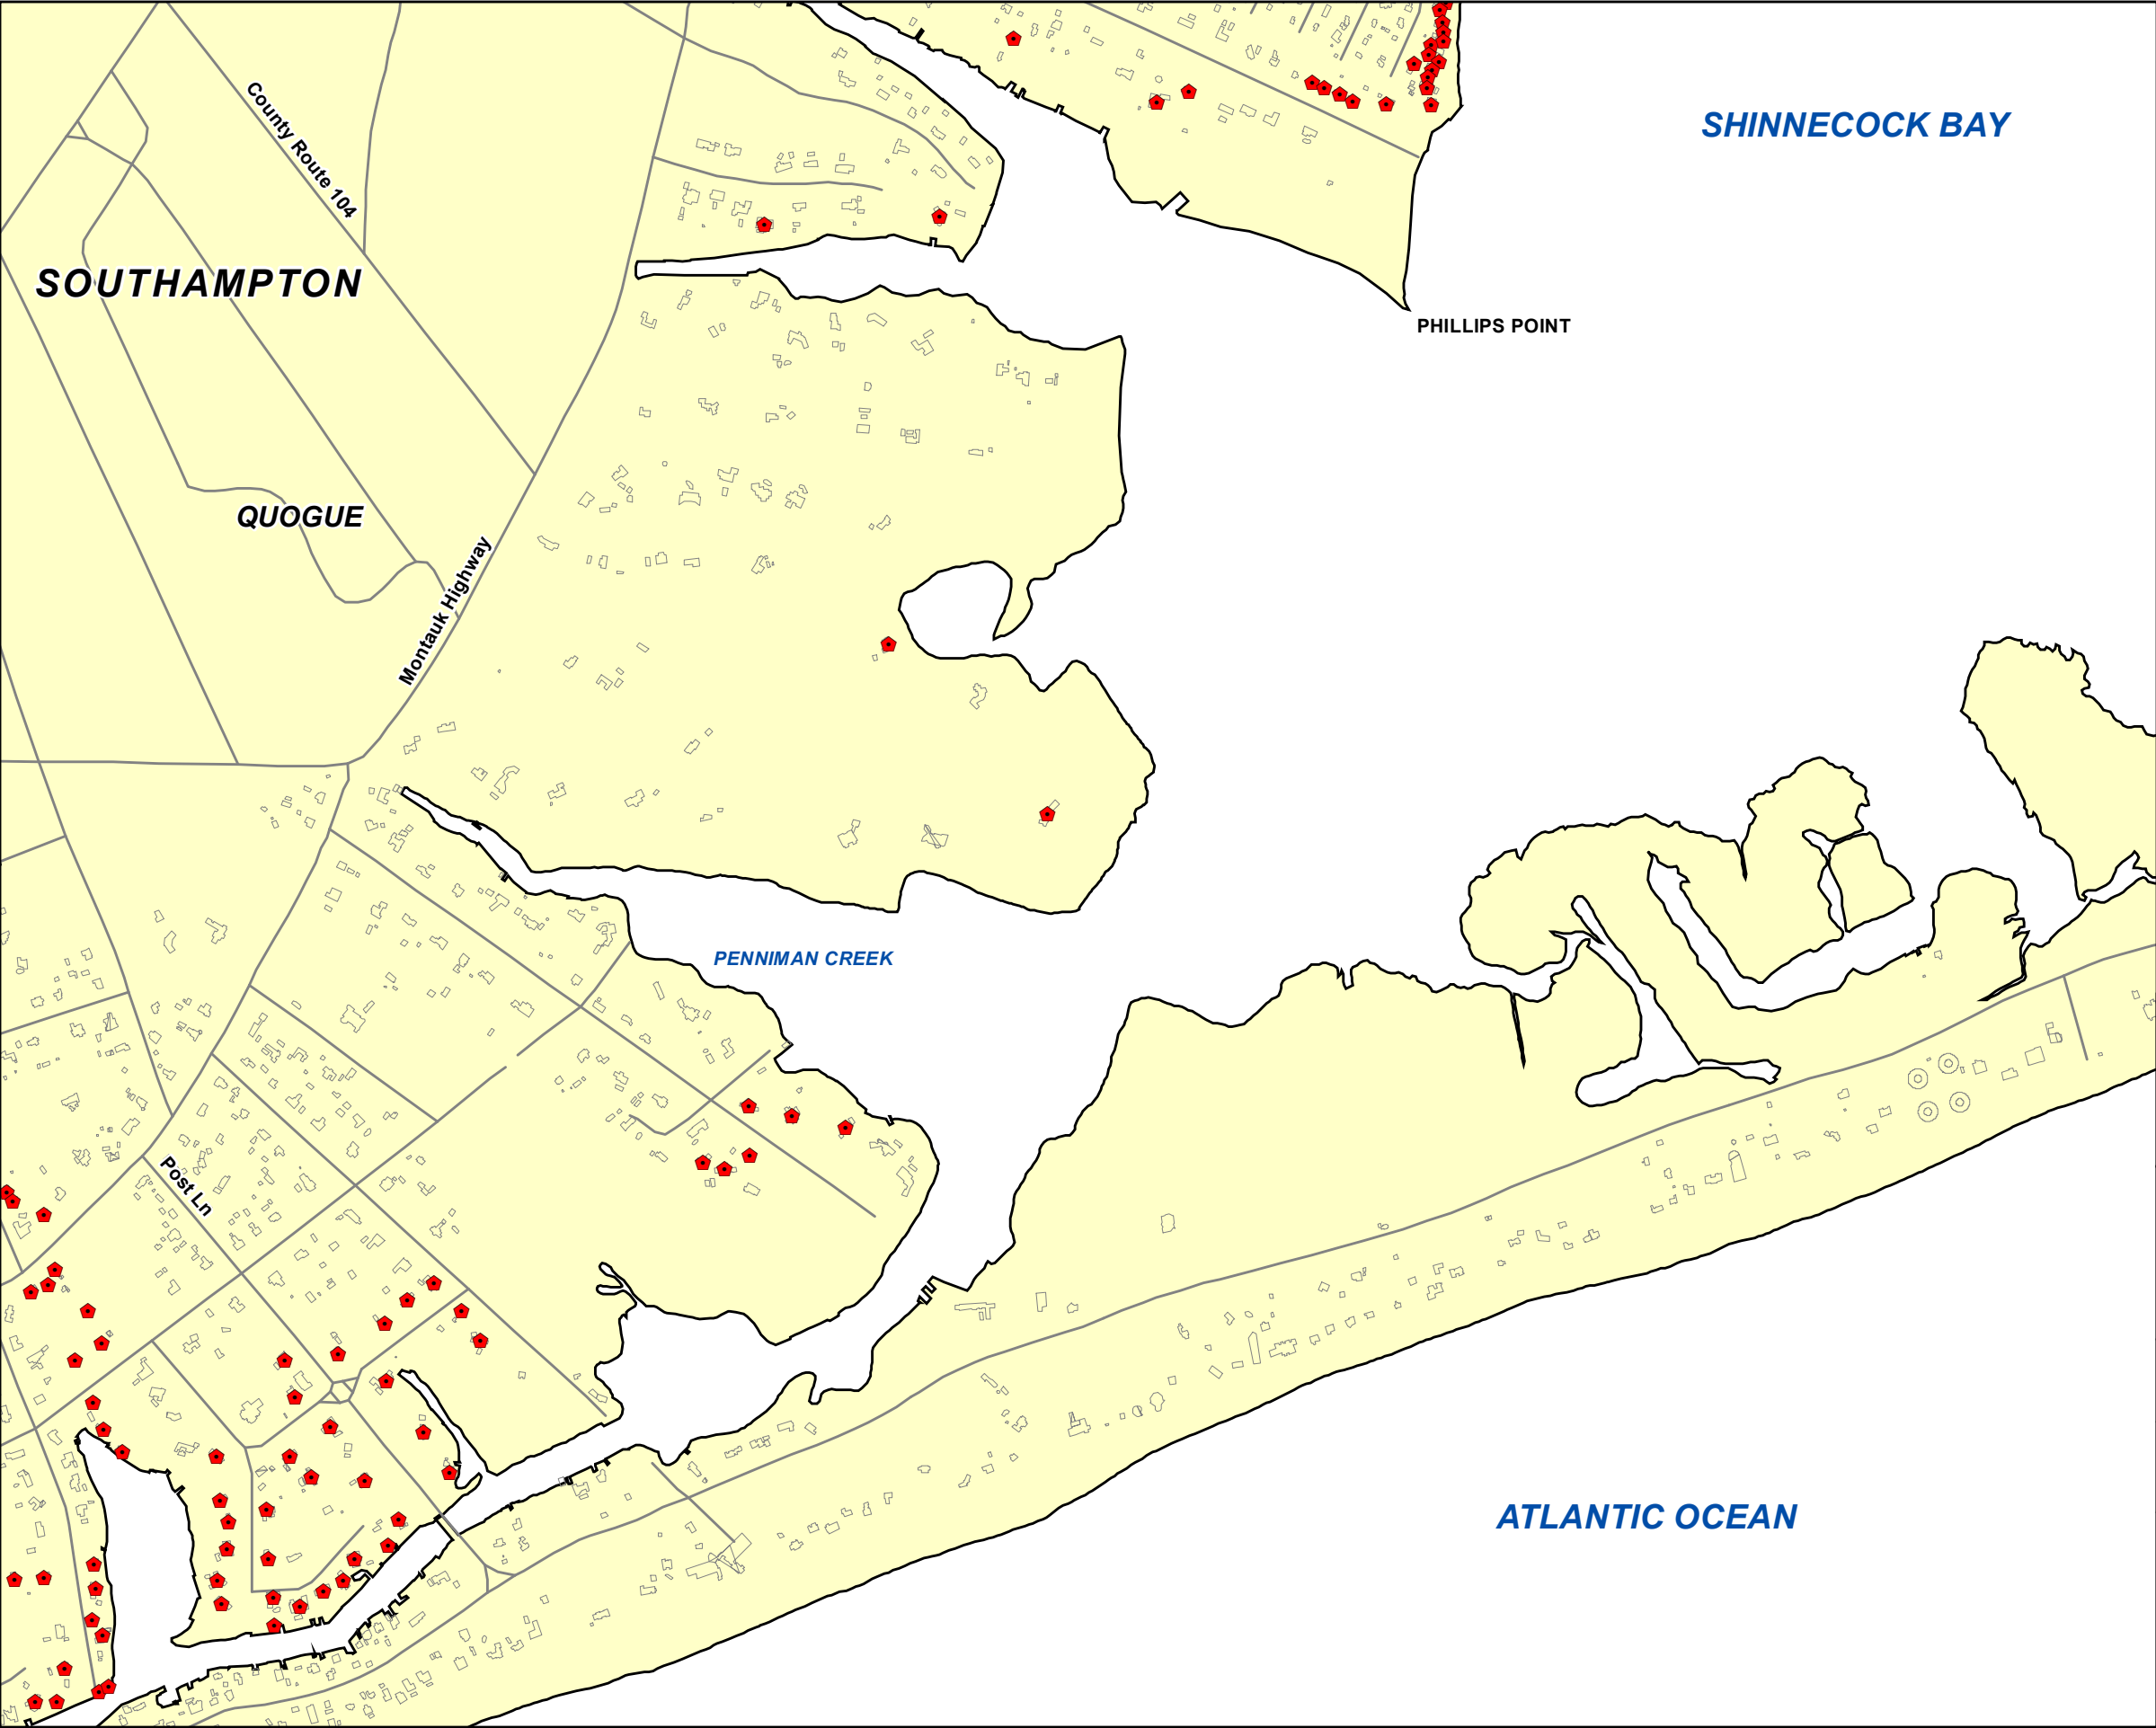 County Route 104
SHINNECOCK BAY
SOUTHAMPTON
PHILLIPS POINT
QUOGUE
Montauk Highway
PENNIMAN CREEK
Post Ln
ATLANTIC OCEAN